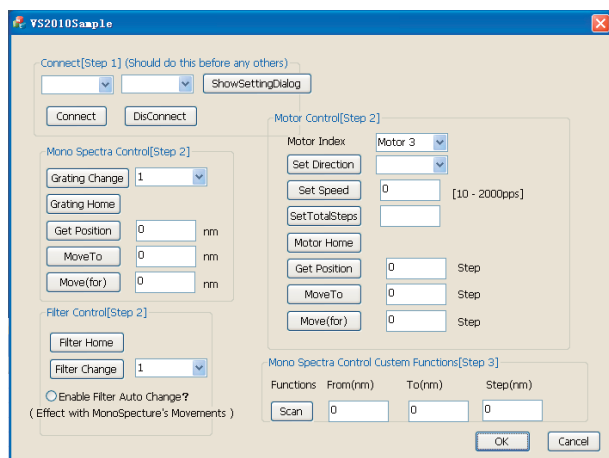 VS2010Sample
Connect[Step 1] (Should do this before any others)
ShowSettingDialog
Connect DisConnect
Mono Spectra Control[Step 2]
Grating Change 1
Grating Home
Get Position 0 nm
MoveTo 0 nm
Move(for) 0 nm
Filter Control[Step 2]
Filter Home
Filter Change 1
Enable Filter Auto Change?
( Effect with MonoSpecture's Movements )
Motor Control[Step 2]
Motor Index Motor 3
Set Direction
Set Speed 0 [10 - 2000pps]
SetTotalSteps
Motor Home
Get Position 0 Step
MoveTo 0 Step
Move(for) 0 Step
Mono Spectra Control Custem Functions[Step 3]
Functions From(nm) To(nm) Step(nm)
Scan 0 0 0
OK Cancel